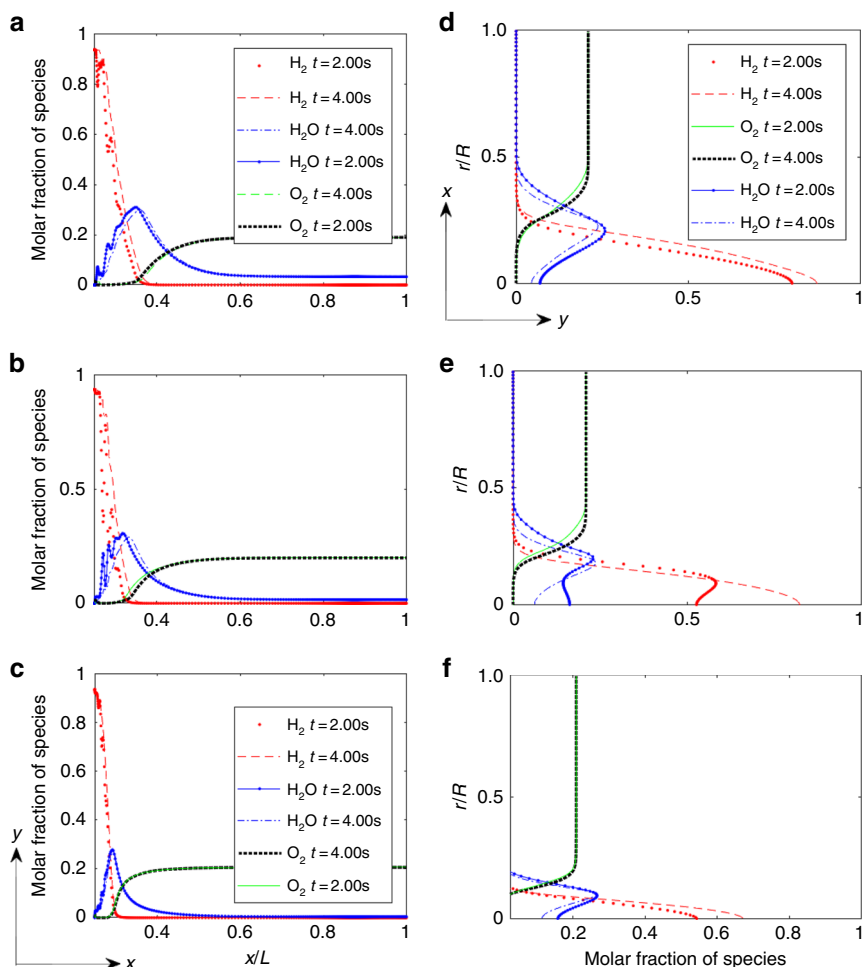 a
Molar fraction of species
1
0.8
0.6
0.4
0.2
0
0.4
0.6
0.8
1
H₂ t = 2.00s
H₂ t = 4.00s
H₂O t = 4.00s
H₂O t = 2.00s
O₂ t = 4.00s
O₂ t = 2.00s
d
r/R
1.0
0.5
0
0
0.5
1
x
y
H₂ t = 2.00s
H₂ t = 4.00s
O₂ t = 2.00s
O₂ t = 4.00s
H₂O t = 2.00s
H₂O t = 4.00s
b
Molar fraction of species
1
0.5
0
0.4
0.6
0.8
1
e
r/R
1.0
0.5
0
0
0.5
1
c
Molar fraction of species
1
0.8
0.6
0.4
0.2
0
0.4
0.6
0.8
1
x/L
y
x
H₂ t = 2.00s
H₂ t = 4.00s
H₂O t = 2.00s
H₂O t = 4.00s
O₂ t = 4.00s
O₂ t = 2.00s
f
r/R
1.0
0.5
0
0.2
0.4
0.6
0.8
1
Molar fraction of species